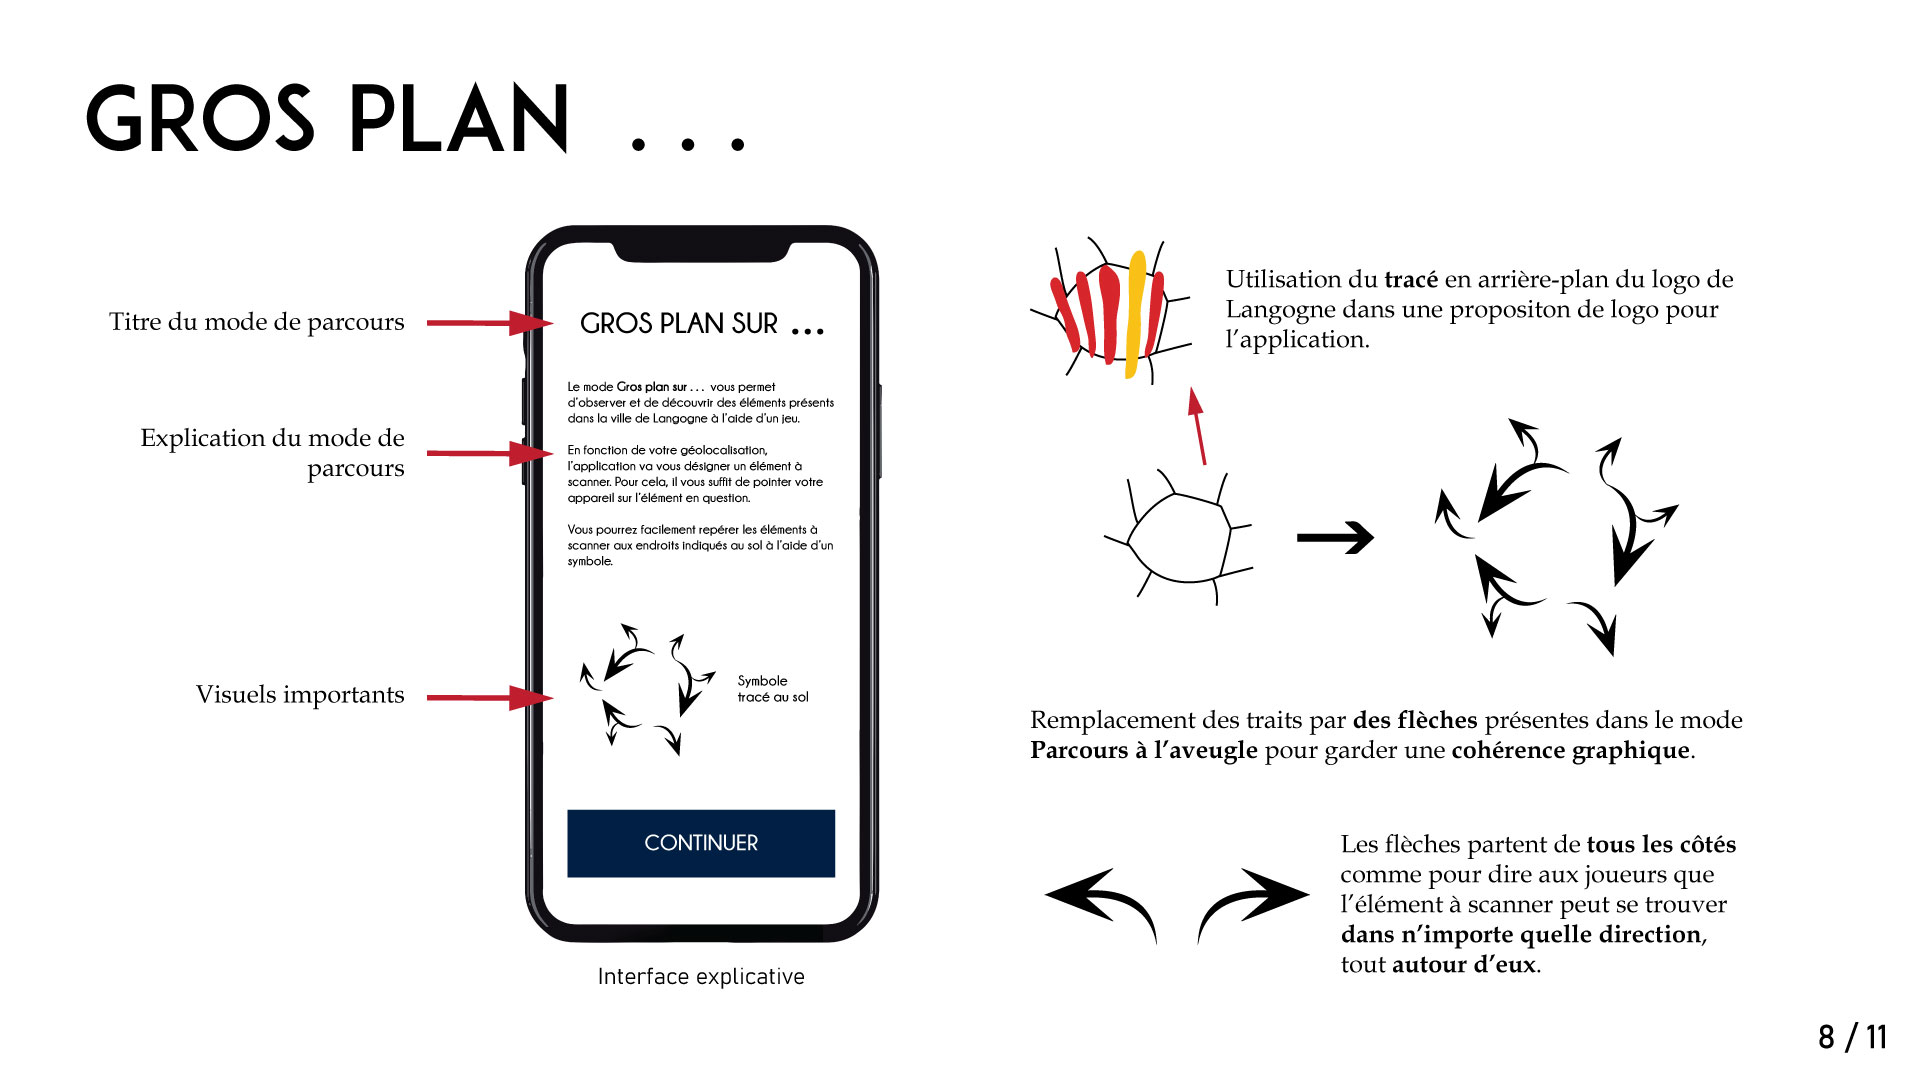 GROS PLAN ...
Titre du mode de parcours
Explication du mode de
parcours
Visuels importants
GROS PLAN SUR ...
Le mode Gros plan sur ... vous permet
d'observer et de découvrir des éléments présents
dans la ville de Langogne à l'aide d'un jeu.
En fonction de votre géolocalisation,
l'application va vous désigner un élément à
scanner. Pour cela, il vous suffit de pointer votre
appareil sur l'élément en question.
Vous pourrez facilement repérer les éléments à
scanner aux endroits indiqués au sol à l'aide d'un
symbole.
Symbole
tracé au sol
CONTINUER
Interface explicative
Utilisation du tracé en arrière-plan du logo de
Langogne dans une propositon de logo pour
l'application.
Remplacement des traits par des flèches présentes dans le mode
Parcours à l'aveugle pour garder une cohérence graphique.
Les flèches partent de tous les côtés
comme pour dire aux joueurs que
l'élément à scanner peut se trouver
dans n'importe quelle direction,
tout autour d'eux.
8 / 11